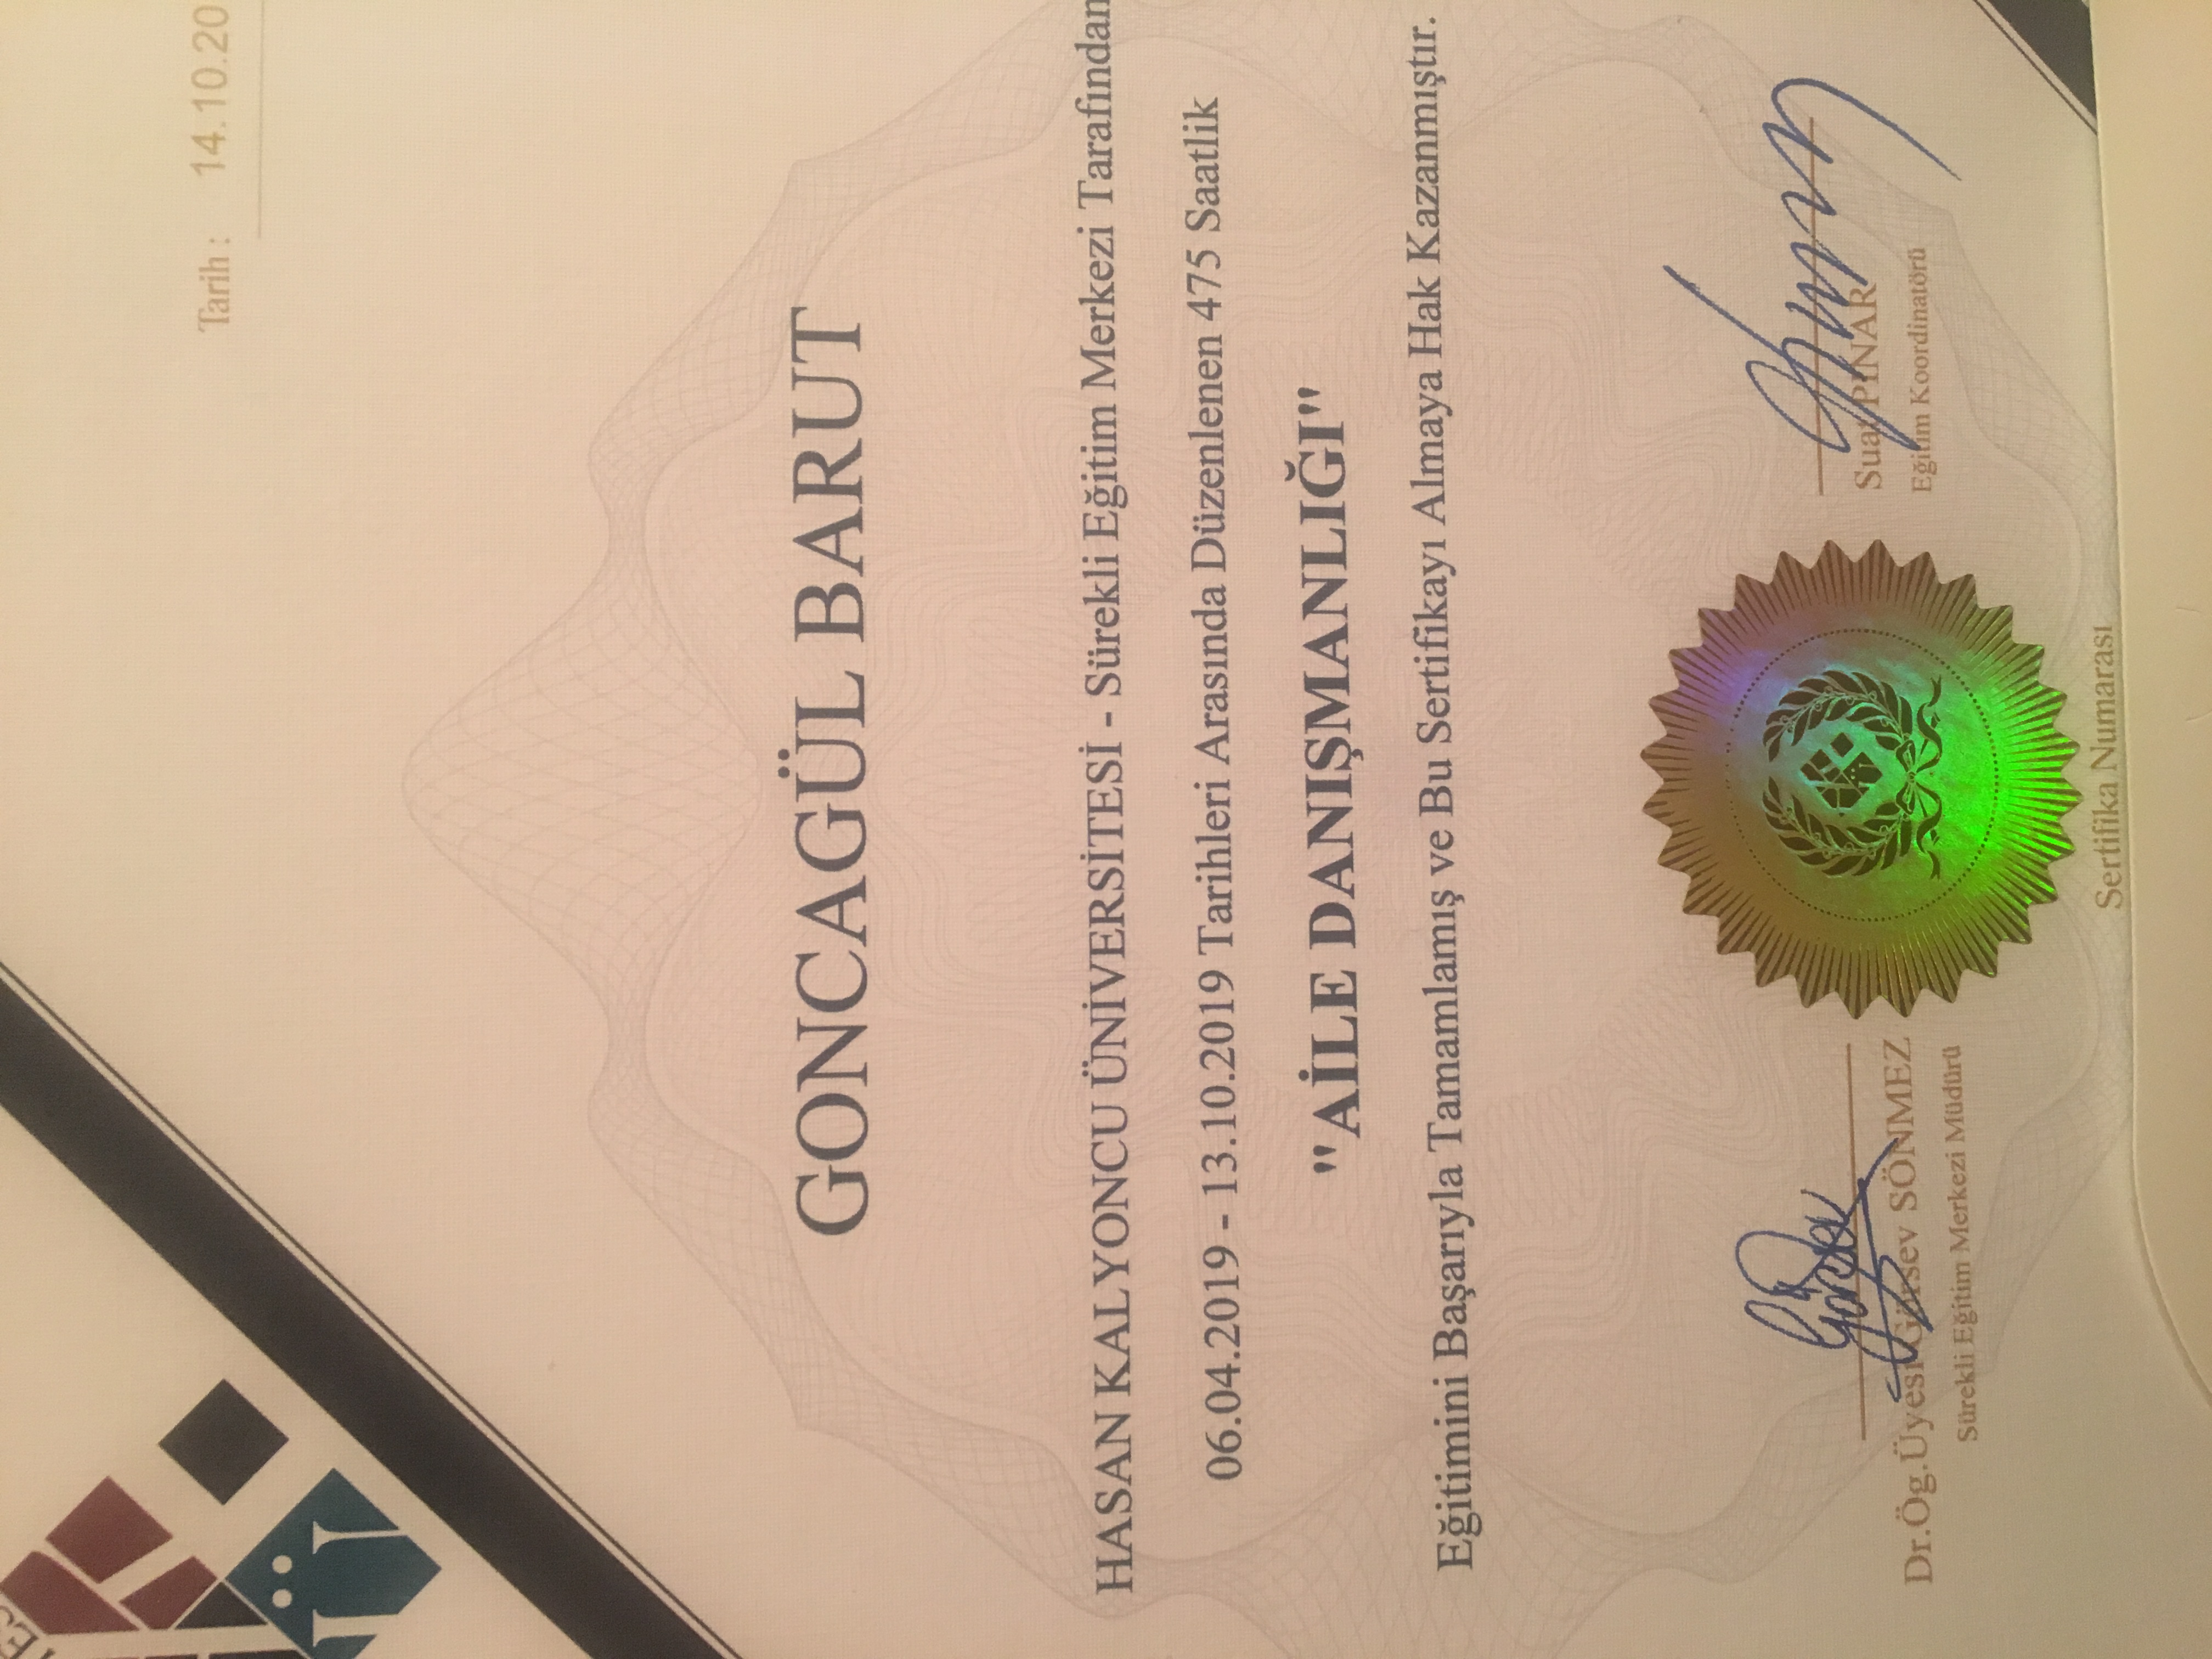 Tarih : 14.10.20
GONCAGÜL BARUT
HASAN KALYONCU ÜNİVERSİTESİ - Sürekli Eğitim Merkezi Tarafından
06.04.2019 - 13.10.2019 Tarihleri Arasında Düzenlenen 475 Saatlik
"AİLE DANIŞMANLIĞI"
Eğitimini Başarıyla Tamamlamış ve Bu Sertifikayı Almaya Hak Kazanmıştır.
Dr.Ög.Üyesi Gürsev SÖNMEZ
Sürekli Eğitim Merkezi Müdürü
Suat PINAR
Eğitim Koordinatörü
Sertifika Numarası